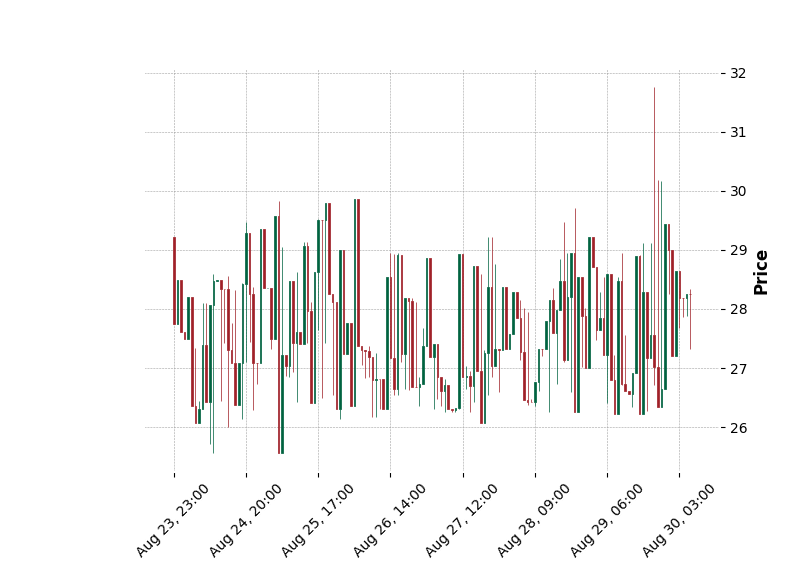 32
31
30
29
28
27
26
Price
Aug 23, 23:00
Aug 24, 20:00
Aug 25, 17:00
Aug 26, 14:00
Aug 27, 12:00
Aug 28, 09:00
Aug 29, 06:00
Aug 30, 03:00